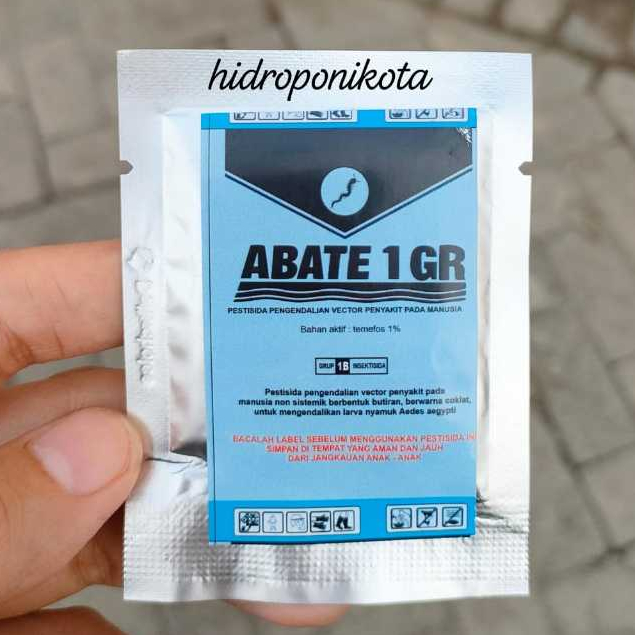 hidroponikota
ABATE 1 GR
PESTISIDA PENGENDALIAN VECTOR PENYAKIT PADA MANUSIA
Bahan aktif : temefos 1%
GRUP 1B INSEKTISIDA
Pestisida pengendalian vector penyakit pada
manusia non sistemik berbentuk butiran, berwarna coklat,
untuk mengendalikan larva nyamuk Aedes aegypti
BACALAH LABEL SEBELUM MENGGUNAKAN PESTISIDA INI
SIMPAN DI TEMPAT YANG AMAN DAN JAUH
DARI JANGKAUAN ANAK - ANAK